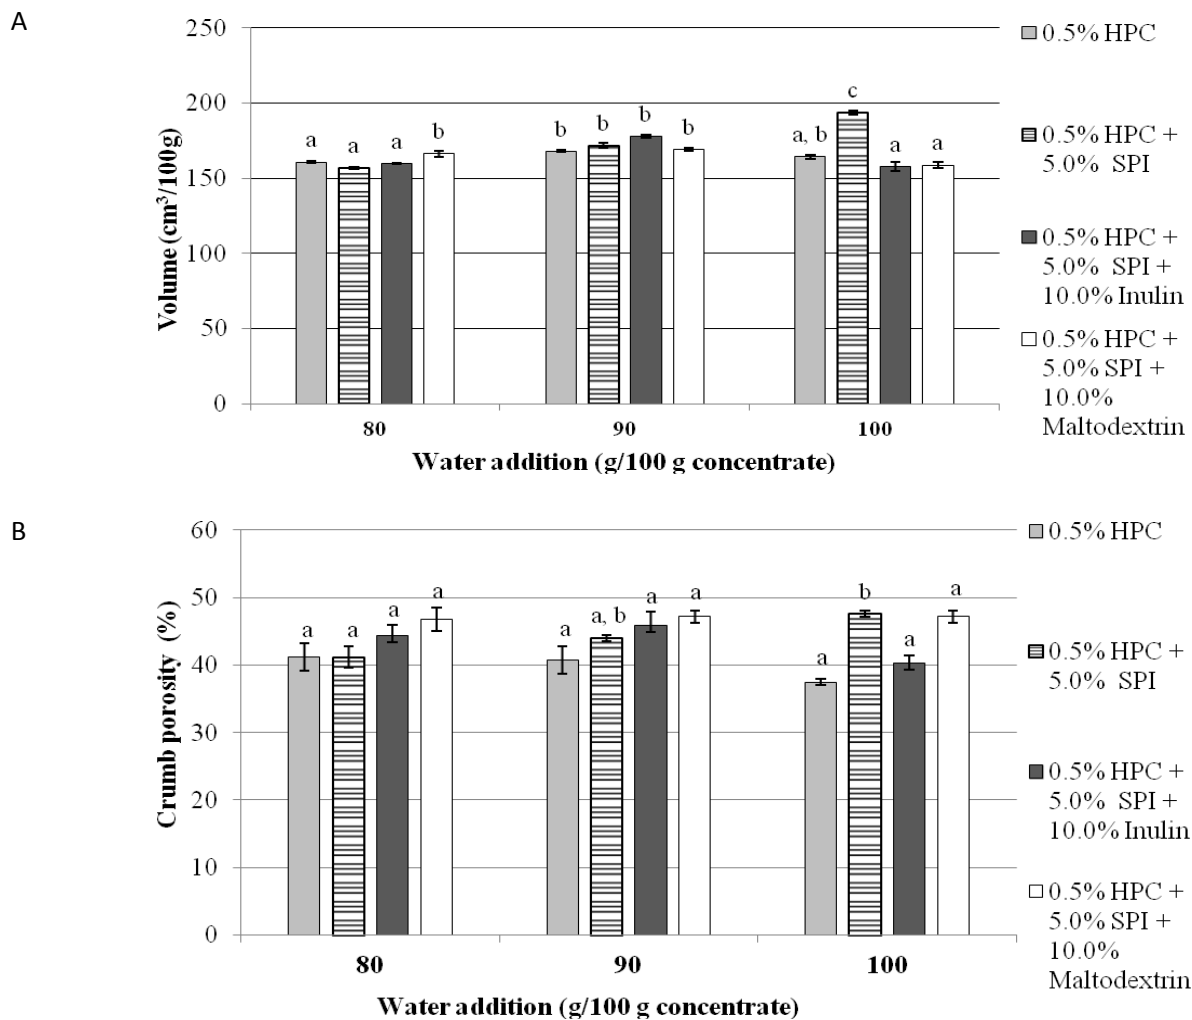 A
Volume (cm³/100g)
250
200
150
100
50
0
a
a
a
b
b
b
b
b
a, b
c
a
a
80
90
100
Water addition (g/100 g concentrate)
0.5% HPC
0.5% HPC +
5.0% SPI
0.5% HPC +
5.0% SPI +
10.0% Inulin
0.5% HPC +
5.0% SPI +
10.0%
Maltodextrin
B
Crumb porosity (%)
60
50
40
30
20
10
0
a
a
a
a
a
a, b
a
a
a
b
a
a
80
90
100
Water addition (g/100 g concentrate)
0.5% HPC
0.5% HPC +
5.0% SPI
0.5% HPC +
5.0% SPI +
10.0% Inulin
0.5% HPC +
5.0% SPI +
10.0%
Maltodextrin